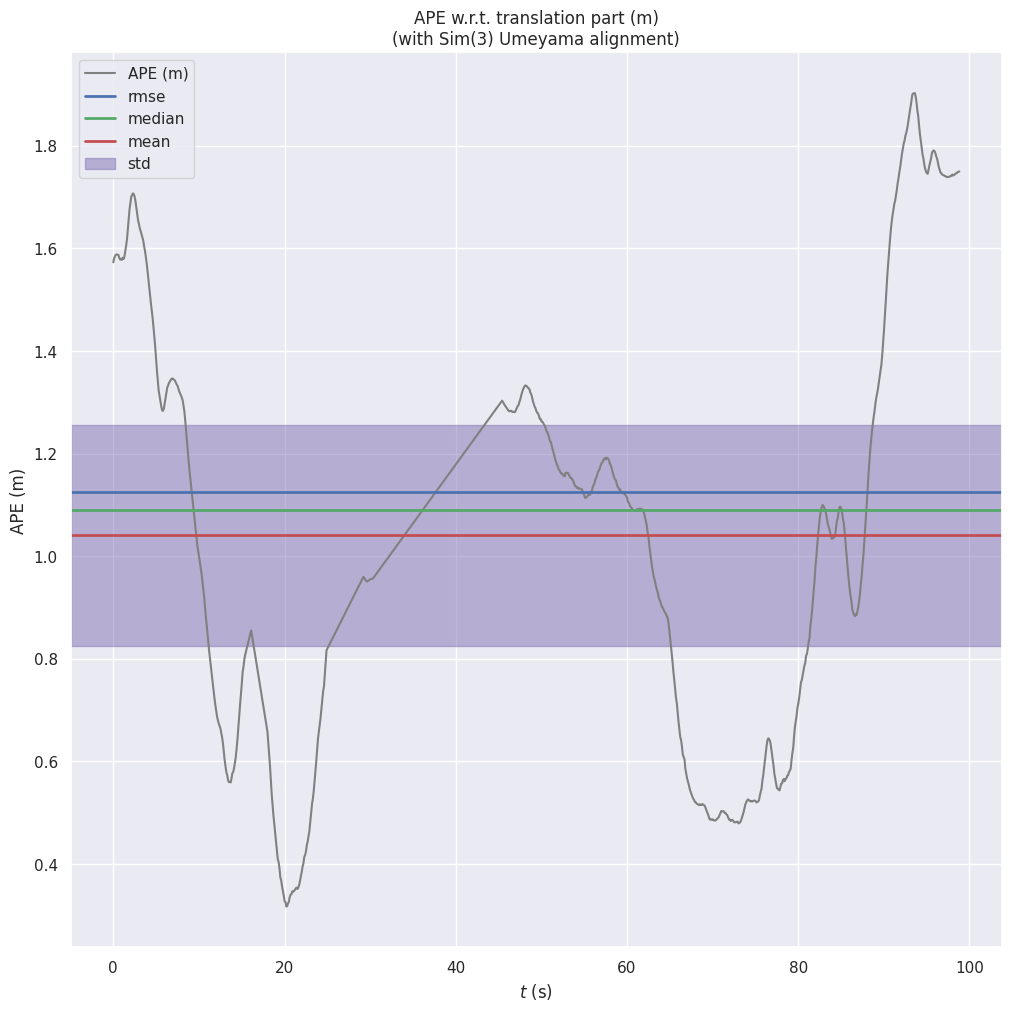 APE w.r.t. translation part (m)
(with Sim(3) Umeyama alignment)
APE (m)
rmse
median
mean
std
1.8
1.6
1.4
1.2
1.0
0.8
0.6
0.4
APE (m)
0 20 40 60 80 100
t (s)